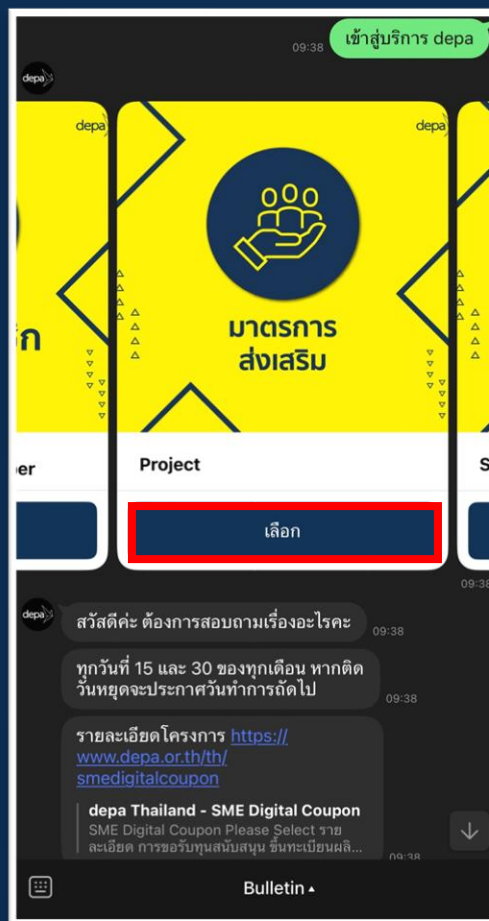 09:38
เข้าสู่บริการ depa
depa
depa
depa
ก
มาตรการ
ส่งเสริม
er
Project
S
เลือก
09:38
depa
สวัสดีค่ะ ต้องการสอบถามเรื่องอะไรคะ
09:38
ทุกวันที่ 15 และ 30 ของทุกเดือน หากติด
วันหยุดจะประกาศวันทำการถัดไป
09:38
รายละเอียดโครงการ https://
www.depa.or.th/th/
smedigitalcoupon
depa Thailand - SME Digital Coupon
SME Digital Coupon Please Select ราย
ละเอียด การขอรับทุนสนับสนุน ขึ้นทะเบียนผลิ...
09:38
Bulletin